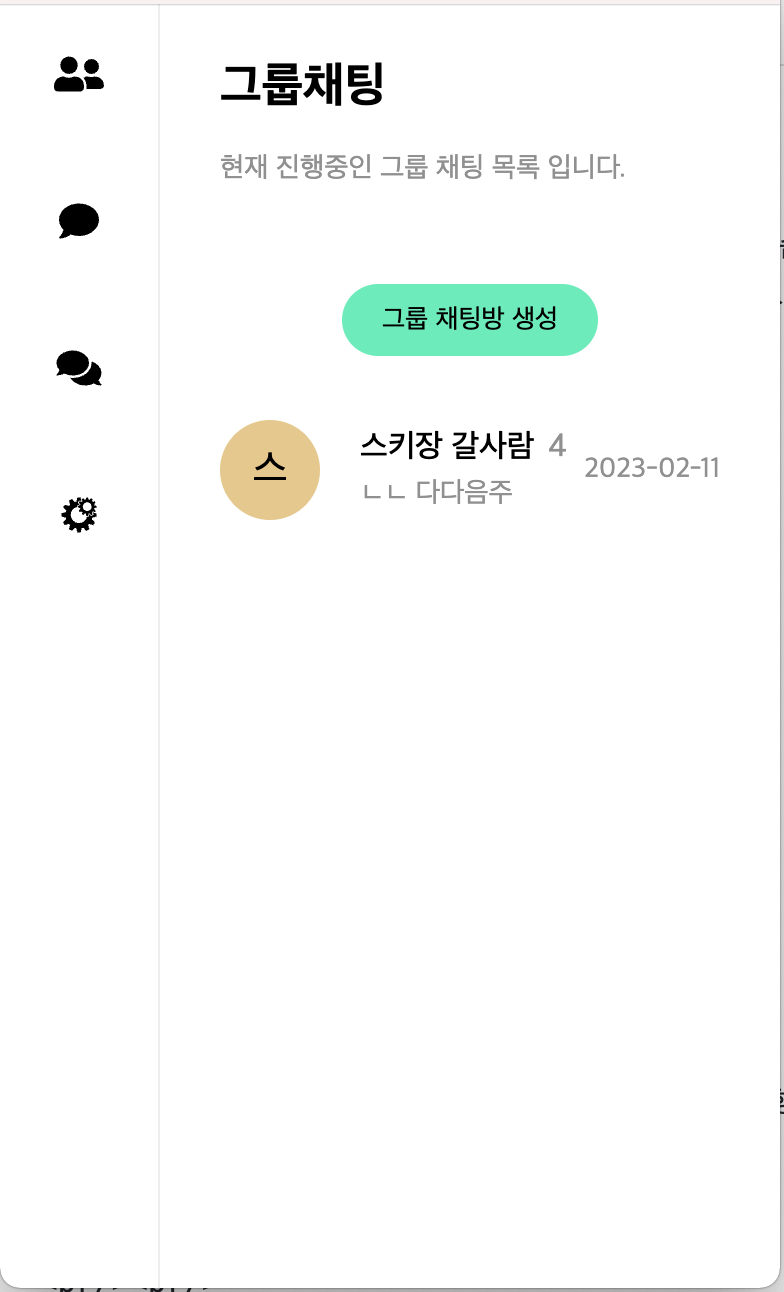 그룹채팅
현재 진행중인 그룹 채팅 목록 입니다.
그룹 채팅방 생성
스
스키장 갈사람 4
ㄴㄴ 다다음주
2023-02-11